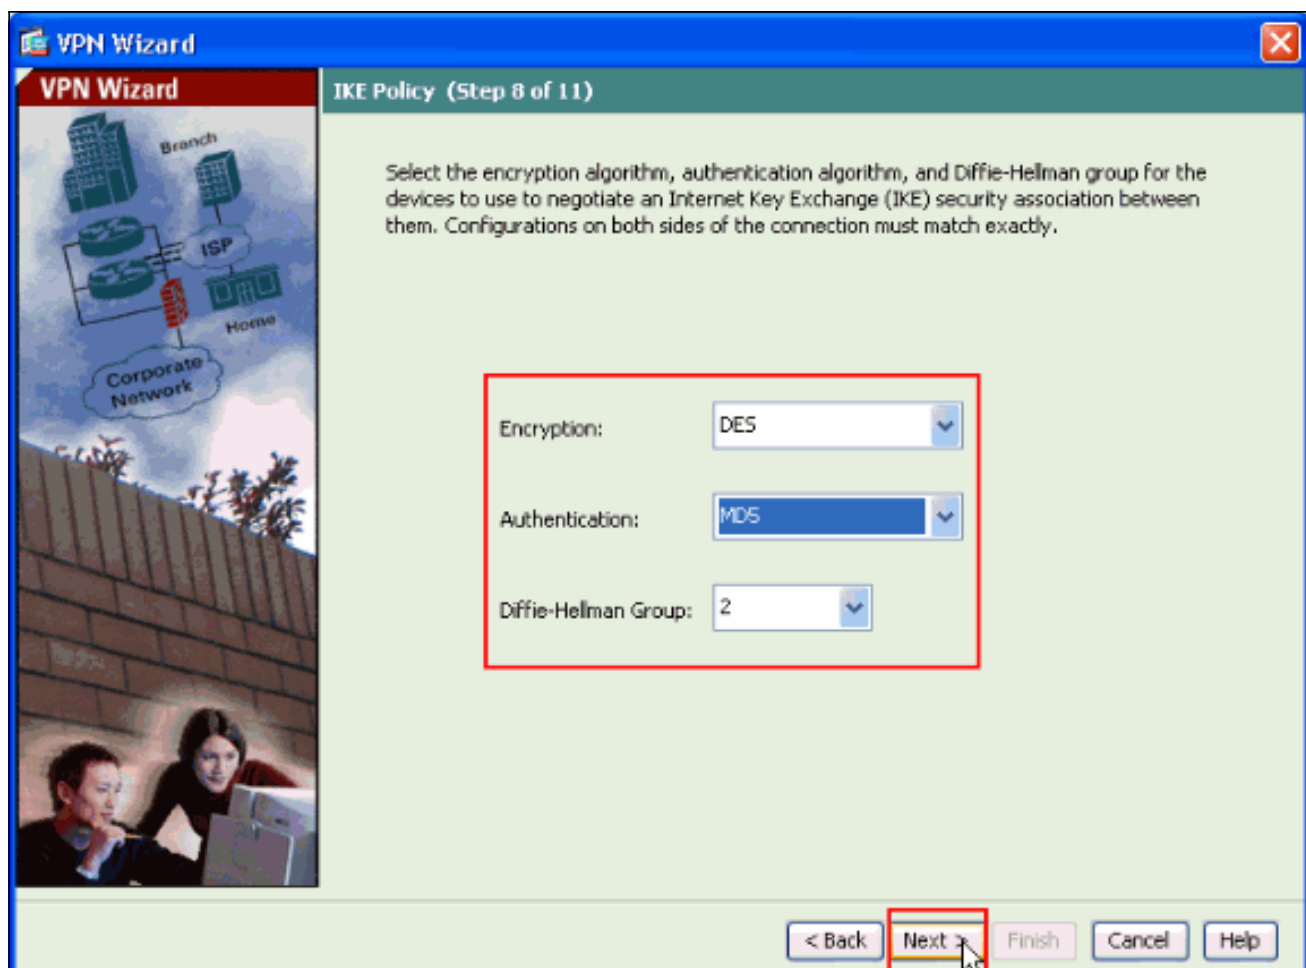 VPN Wizard
VPN Wizard
IKE Policy (Step 8 of 11)
Branch
ISP
Home
Corporate
Network
Select the encryption algorithm, authentication algorithm, and Diffie-Hellman group for the
devices to use to negotiate an Internet Key Exchange (IKE) security association between
them. Configurations on both sides of the connection must match exactly.
Encryption: DES
Authentication: MD5
Diffie-Hellman Group: 2
< Back Next > Finish Cancel Help